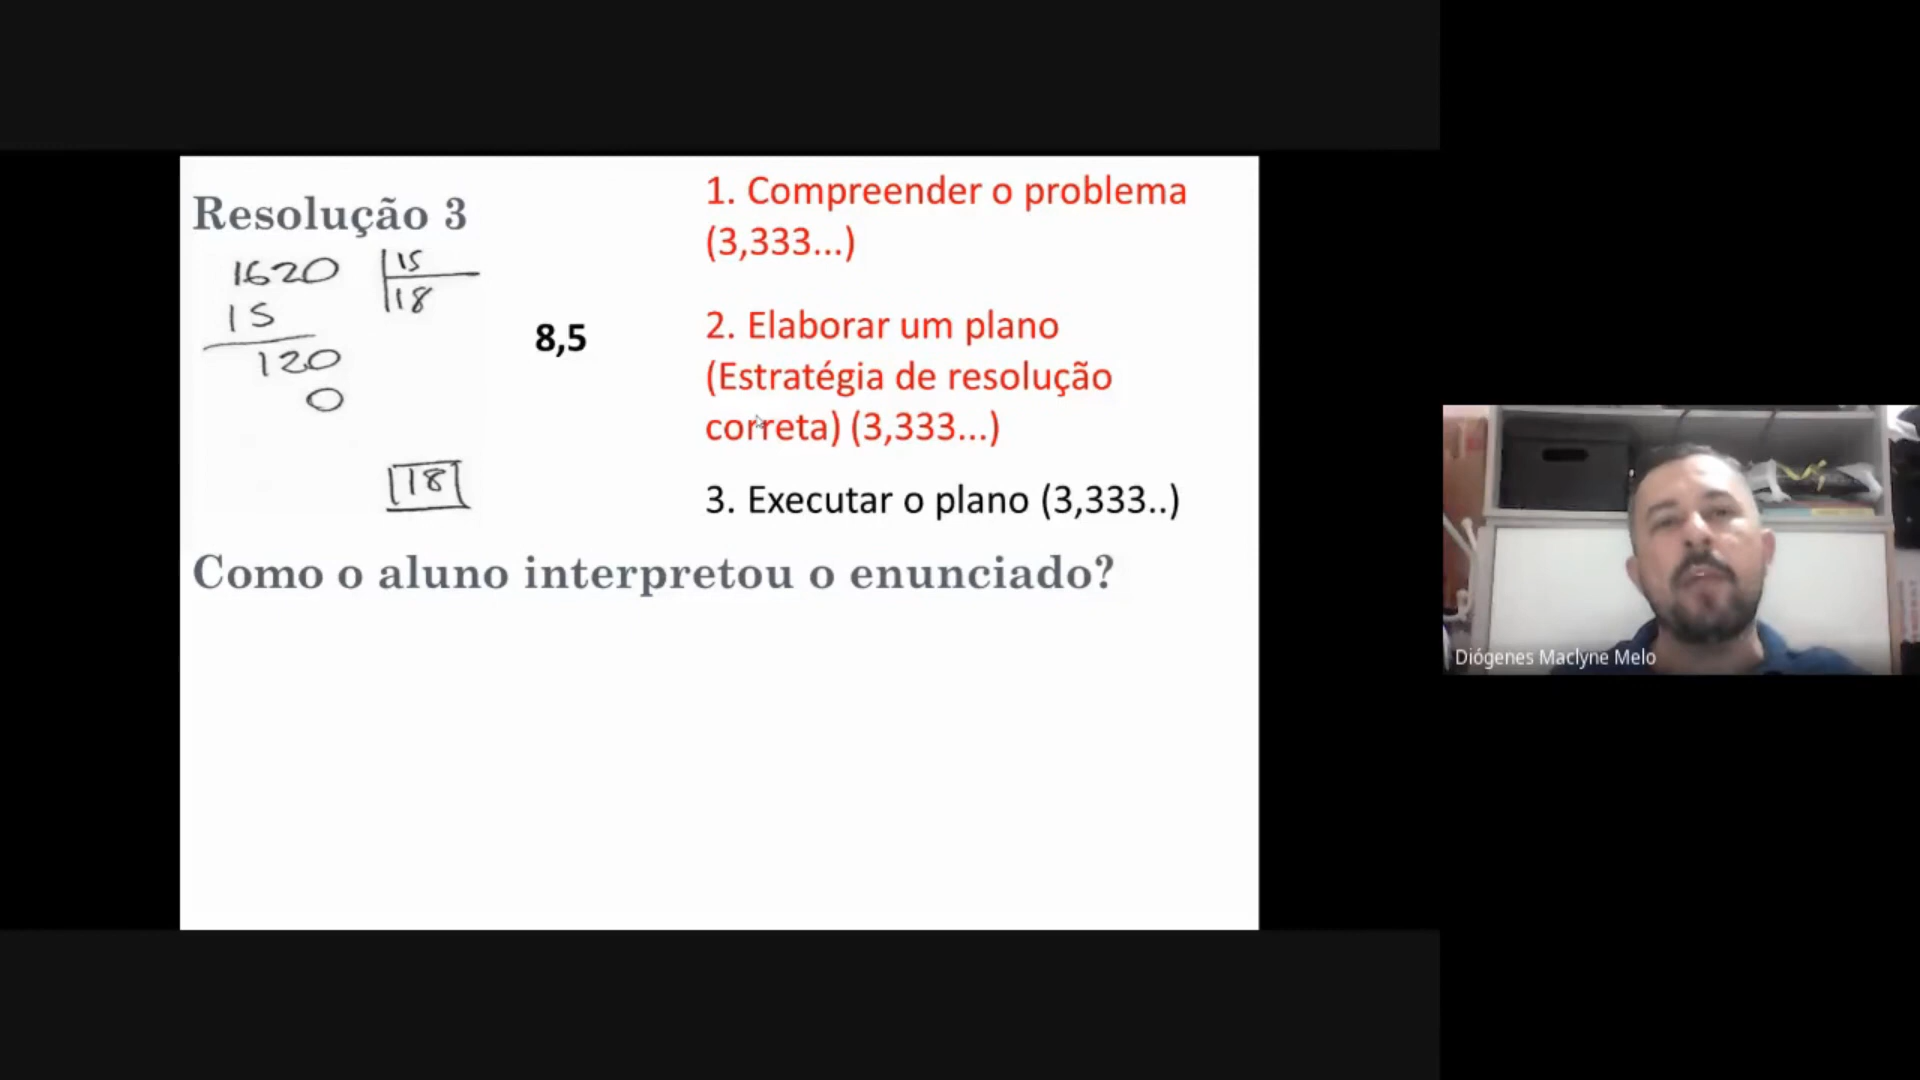 Resolução 3
1620 15
15 18
120
0
18
8,5
1. Compreender o problema
(3,333...)
2. Elaborar um plano
(Estratégia de resolução
correta) (3,333...)
3. Executar o plano (3,333..)
Como o aluno interpretou o enunciado?
Diógenes Maclyne Melo